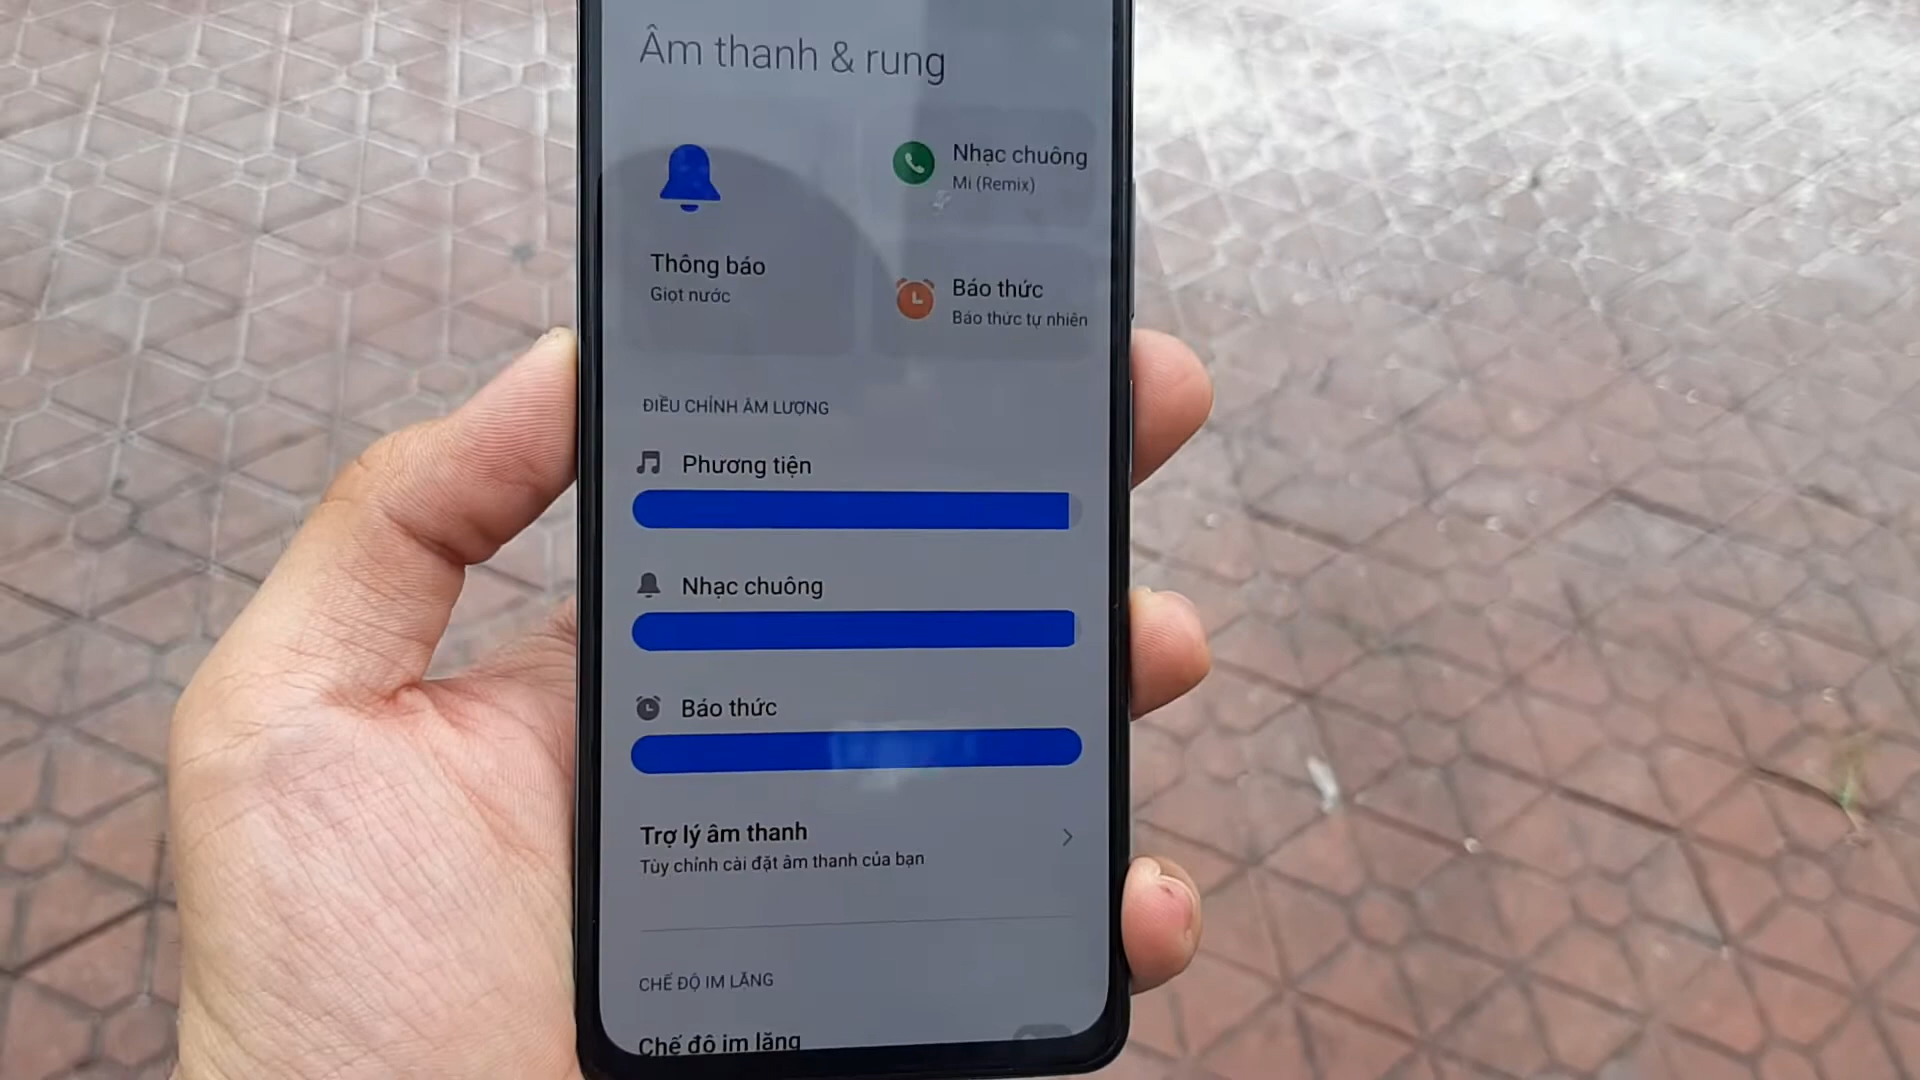 Âm thanh & rung
Thông báo
Giọt nước
Nhạc chuông
Mi (Remix)
Báo thức
Báo thức tự nhiên
ĐIỀU CHỈNH ÂM LƯỢNG
Phương tiện
Nhạc chuông
Báo thức
Trợ lý âm thanh
Tùy chỉnh cài đặt âm thanh của bạn
CHẾ ĐỘ IM LẶNG
Chế độ im lặng